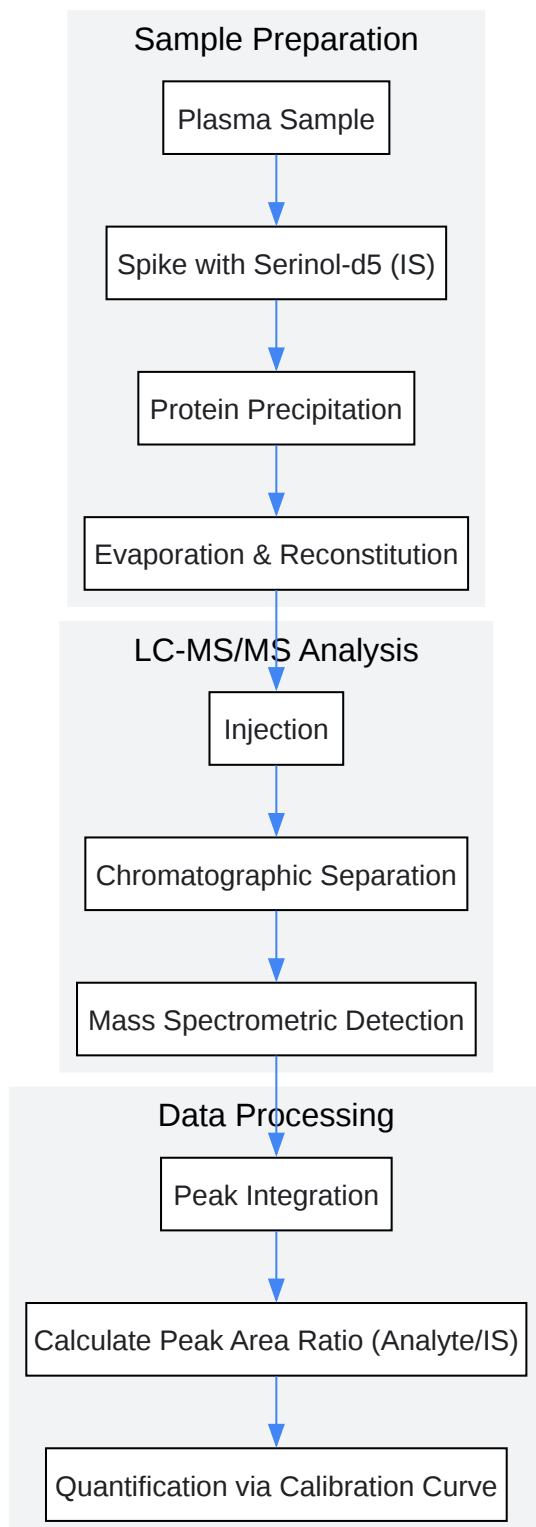 Sample Preparation
Plasma Sample
Spike with Serinol-d5 (IS)
Protein Precipitation
Evaporation & Reconstitution
LC-MS/MS Analysis
Injection
Chromatographic Separation
Mass Spectrometric Detection
Data Processing
Peak Integration
Calculate Peak Area Ratio (Analyte/IS)
Quantification via Calibration Curve